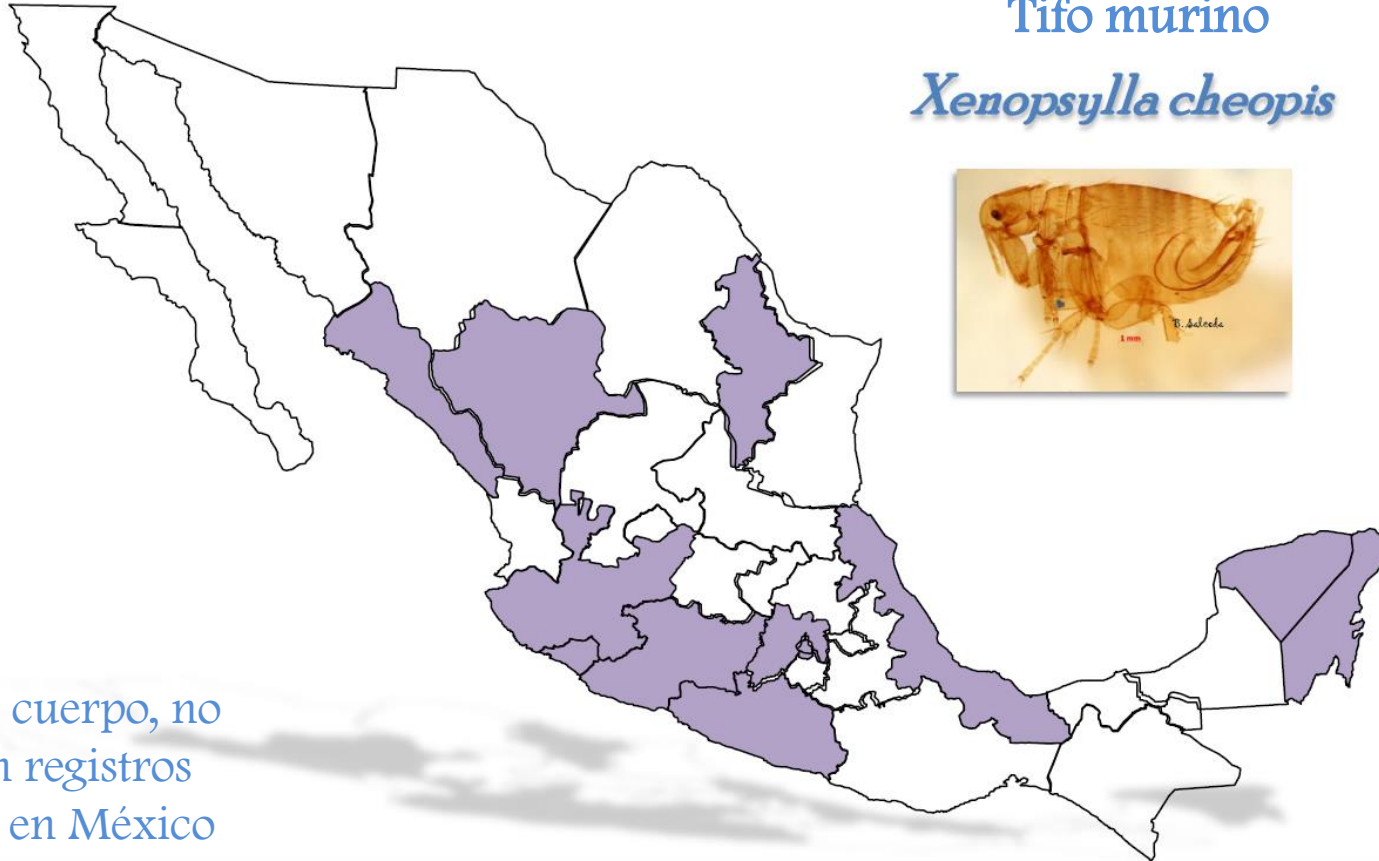 Tifo murino
Xenopsylla cheopis
B. Salceda
1 mm
cuerpo, no
registros
en México